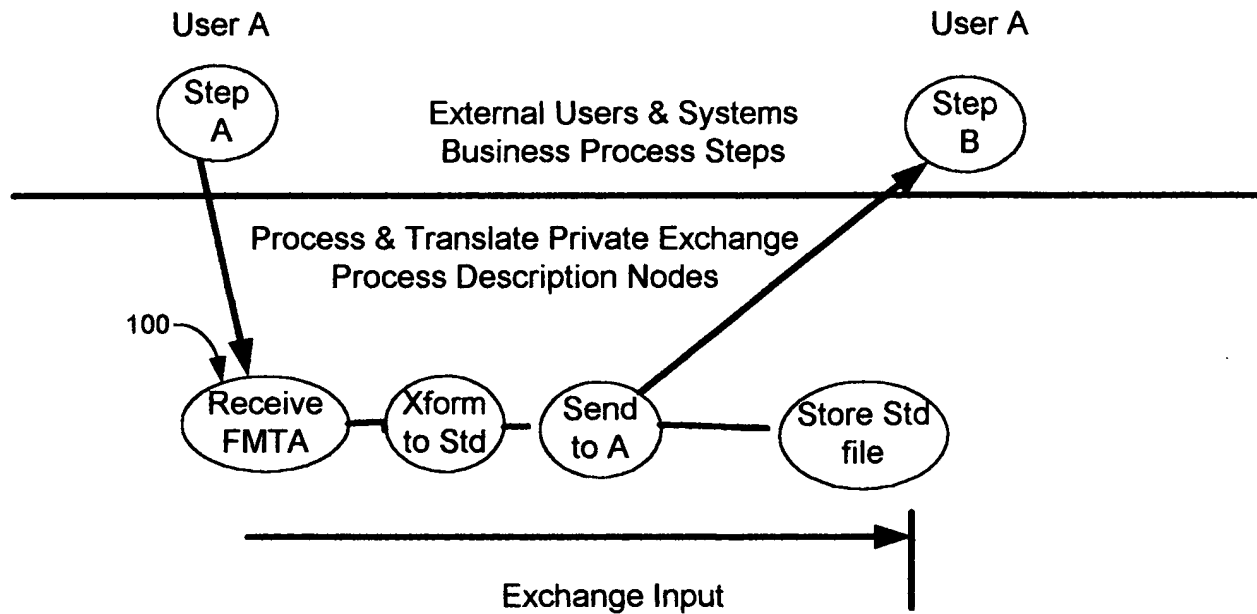 User A
User A
Step
A
External Users & Systems
Business Process Steps
Step
B
Process & Translate Private Exchange
Process Description Nodes
100
Receive
FMTA
Xform
to Std
Send
to A
Store Std
file
Exchange Input